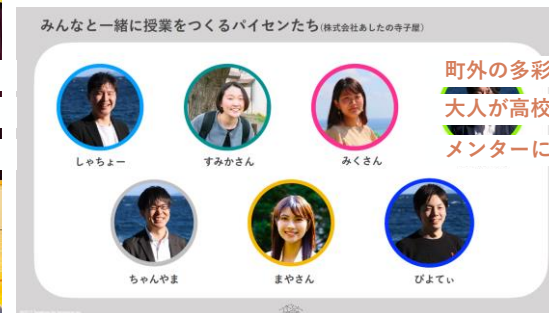 みんなと一緒に授業をつくるパイセンたち(株式会社あしたの寺子屋)
町外の多彩
大人が高校
メンターに
しゃちょー
すみかさん
みくさん
ちゃんやま
まやさん
ぴよてぃ